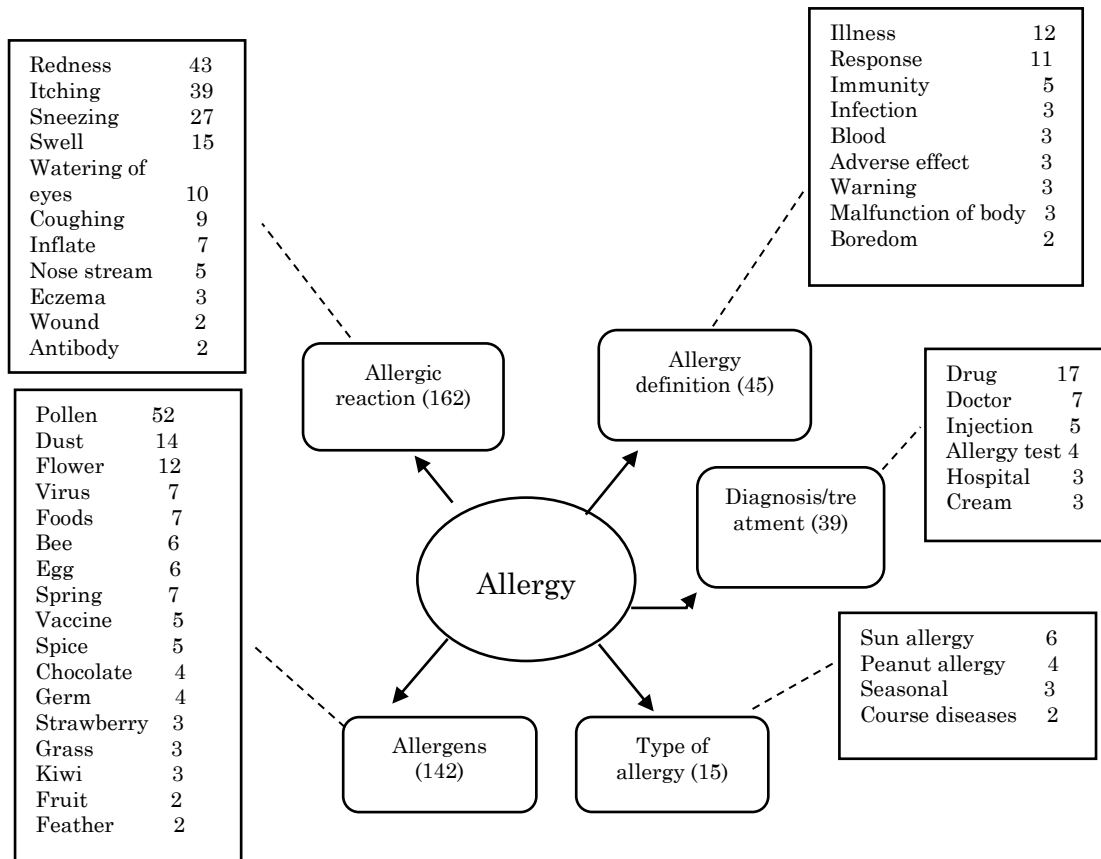 Redness 43
Itching 39
Sneezing 27
Swell 15
Watering of
eyes 10
Coughing 9
Inflate 7
Nose stream 5
Eczema 3
Wound 2
Antibody 2
Illness 12
Response 11
Immunity 5
Infection 3
Blood 3
Adverse effect 3
Warning 3
Malfunction of body 3
Boredom 2
Allergic
reaction (162)
Allergy
definition (45)
Drug 17
Doctor 7
Injection 5
Allergy test 4
Hospital 3
Cream 3
Pollen 52
Dust 14
Flower 12
Virus 7
Foods 7
Bee 6
Egg 6
Spring 7
Vaccine 5
Spice 5
Chocolate 4
Germ 4
Strawberry 3
Grass 3
Kiwi 3
Fruit 2
Feather 2
Diagnosis/tre
atment (39)
Allergy
Sun allergy 6
Peanut allergy 4
Seasonal 3
Course diseases 2
Allergens
(142)
Type of
allergy (15)